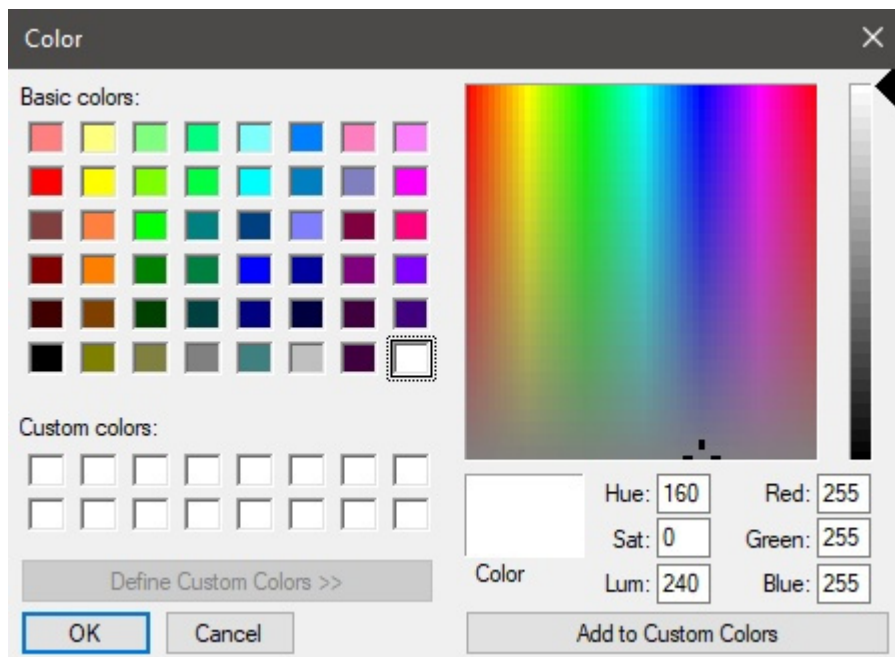 Color
Basic colors:
Custom colors:
Define Custom Colors >>
OK Cancel
Color
Hue: 160 Red: 255
Sat: 0 Green: 255
Lum: 240 Blue: 255
Add to Custom Colors